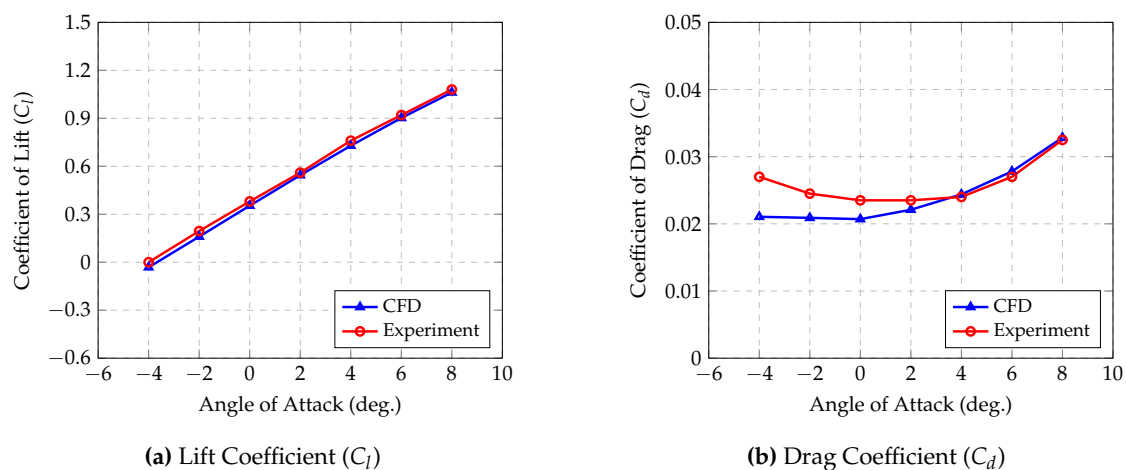 1.5
1.2
0.9
0.6
0.3
0
−0.3
−0.6
−6 −4 −2 0 2 4 6 8 10
Coefficient of Lift (Cl)
Angle of Attack (deg.)
CFD
Experiment
(a) Lift Coefficient (Cl)
0.05
0.04
0.03
0.02
0.01
0
−6 −4 −2 0 2 4 6 8 10
Coefficient of Drag (Cd)
Angle of Attack (deg.)
CFD
Experiment
(b) Drag Coefficient (Cd)